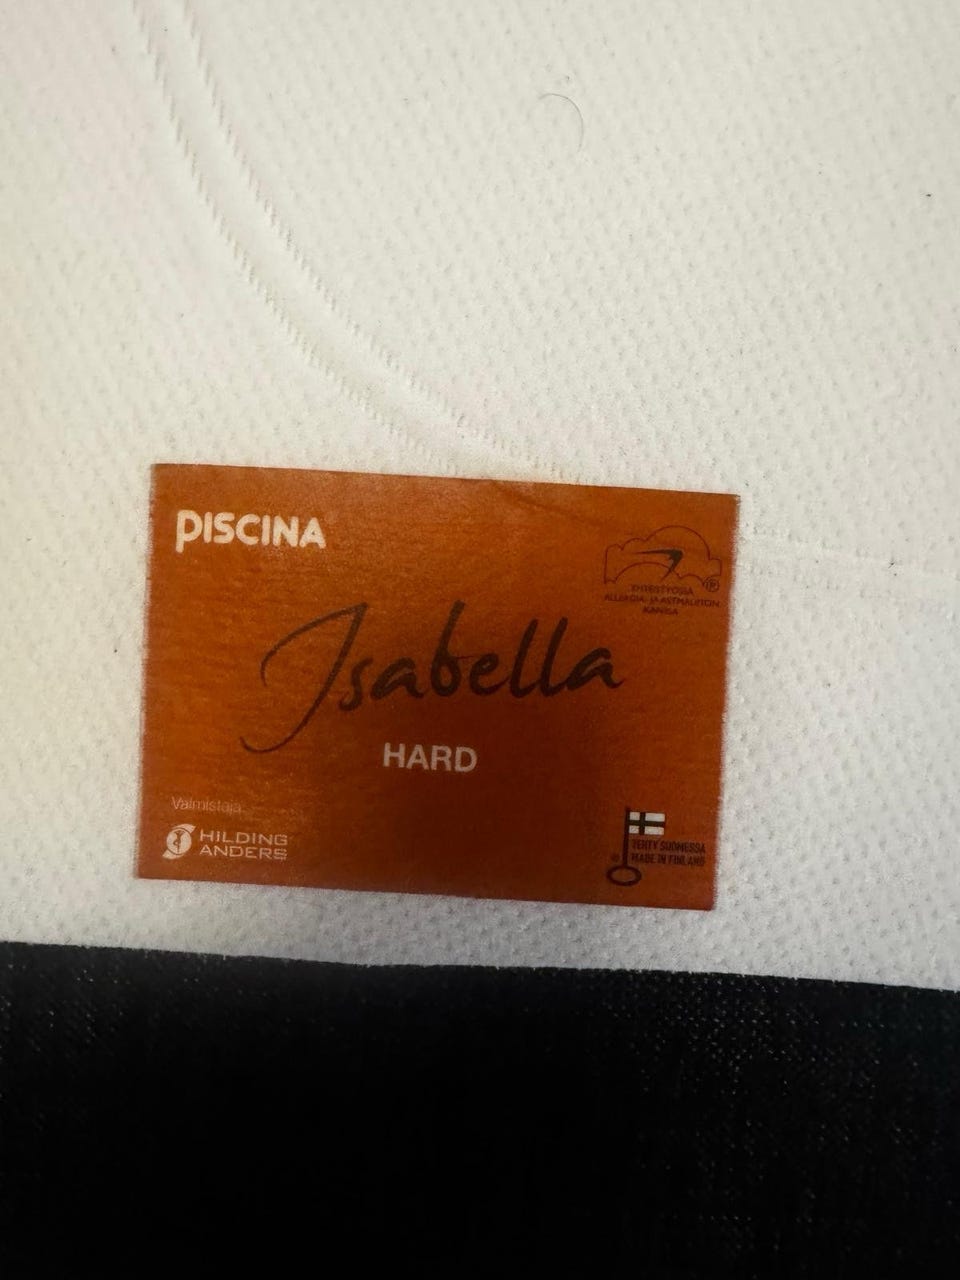 PISCINA
YHTEISTYÖSSÄ
ALLERGIA- JA ASTMALIITON
KANSSA
Isabella
HARD
Valmistaja
HILDING
ANDERS
TEHTY SUOMESSA
MADE IN FINLAND